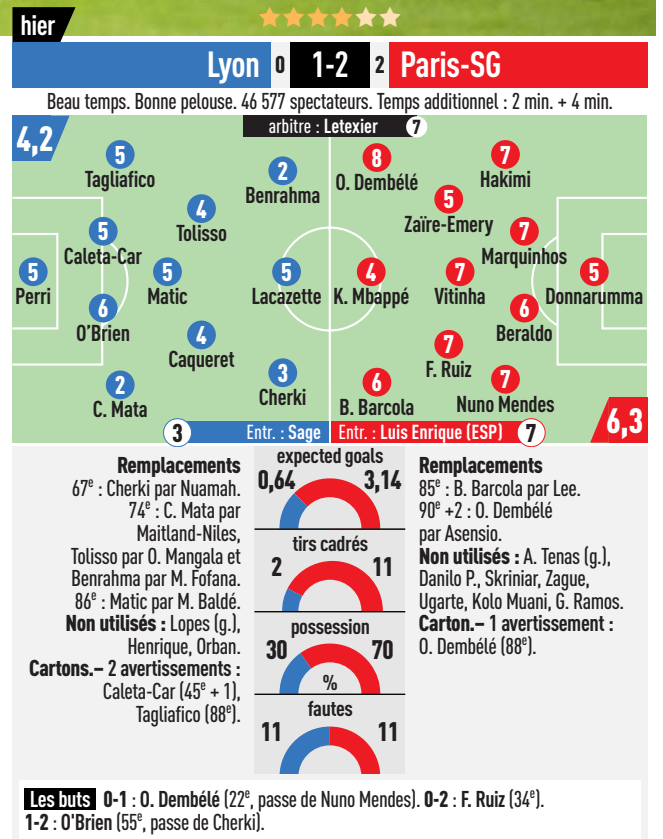 hier
Lyon 0 1-2 2 Paris-SG
Beau temps. Bonne pelouse. 46 577 spectateurs. Temps additionnel : 2 min. + 4 min.
arbitre : Letexier 7
4,2
5
Tagliafico
2
Benrahma
4
Tolisso
5
Caleta-Car
5
Perri
5
Matic
5
Lacazette
6
O'Brien
4
Caqueret
3
Cherki
2
C. Mata
8
O. Dembélé
7
Hakimi
5
Zaïre-Emery
7
Marquinhos
4
K. Mbappé
7
Vitinha
5
Donnarumma
6
Beraldo
7
F. Ruiz
6
B. Barcola
7
Nuno Mendes
6,3
3 Entr. : Sage
Entr. : Luis Enrique (ESP) 7
Remplacements
67e : Cherki par Nuamah.
74e : C. Mata par
Maitland-Niles,
Tolisso par O. Mangala et
Benrahma par M. Fofana.
86e : Matic par M. Baldé.
Non utilisés : Lopes (g.),
Henrique, Orban.
Cartons.– 2 avertissements :
Caleta-Car (45e + 1),
Tagliafico (88e).
expected goals
0,64 3,14
tirs cadrés
2 11
possession
30 70
%
fautes
11 11
Remplacements
85e : B. Barcola par Lee.
90e +2 : O. Dembélé
par Asensio.
Non utilisés : A. Tenas (g.),
Danilo P., Skriniar, Zague,
Ugarte, Kolo Muani, G. Ramos.
Carton.– 1 avertissement :
O. Dembélé (88e).
Les buts 0-1 : O. Dembélé (22e, passe de Nuno Mendes). 0-2 : F. Ruiz (34e).
1-2 : O'Brien (55e, passe de Cherki).